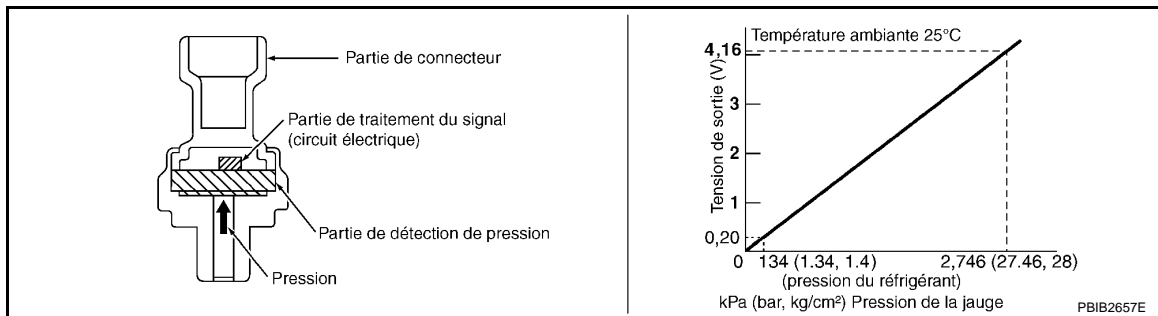 Partie de connecteur
Partie de traitement du signal
(circuit électrique)
Partie de détection de pression
Pression
Température ambiante 25°C
Tension de sortie (V)
4,16
3
2
1
0,20
0 134 (1.34, 1.4) 2,746 (27.46, 28)
(pression du réfrigérant)
kPa (bar, kg/cm²) Pression de la jauge
PBIB2657E